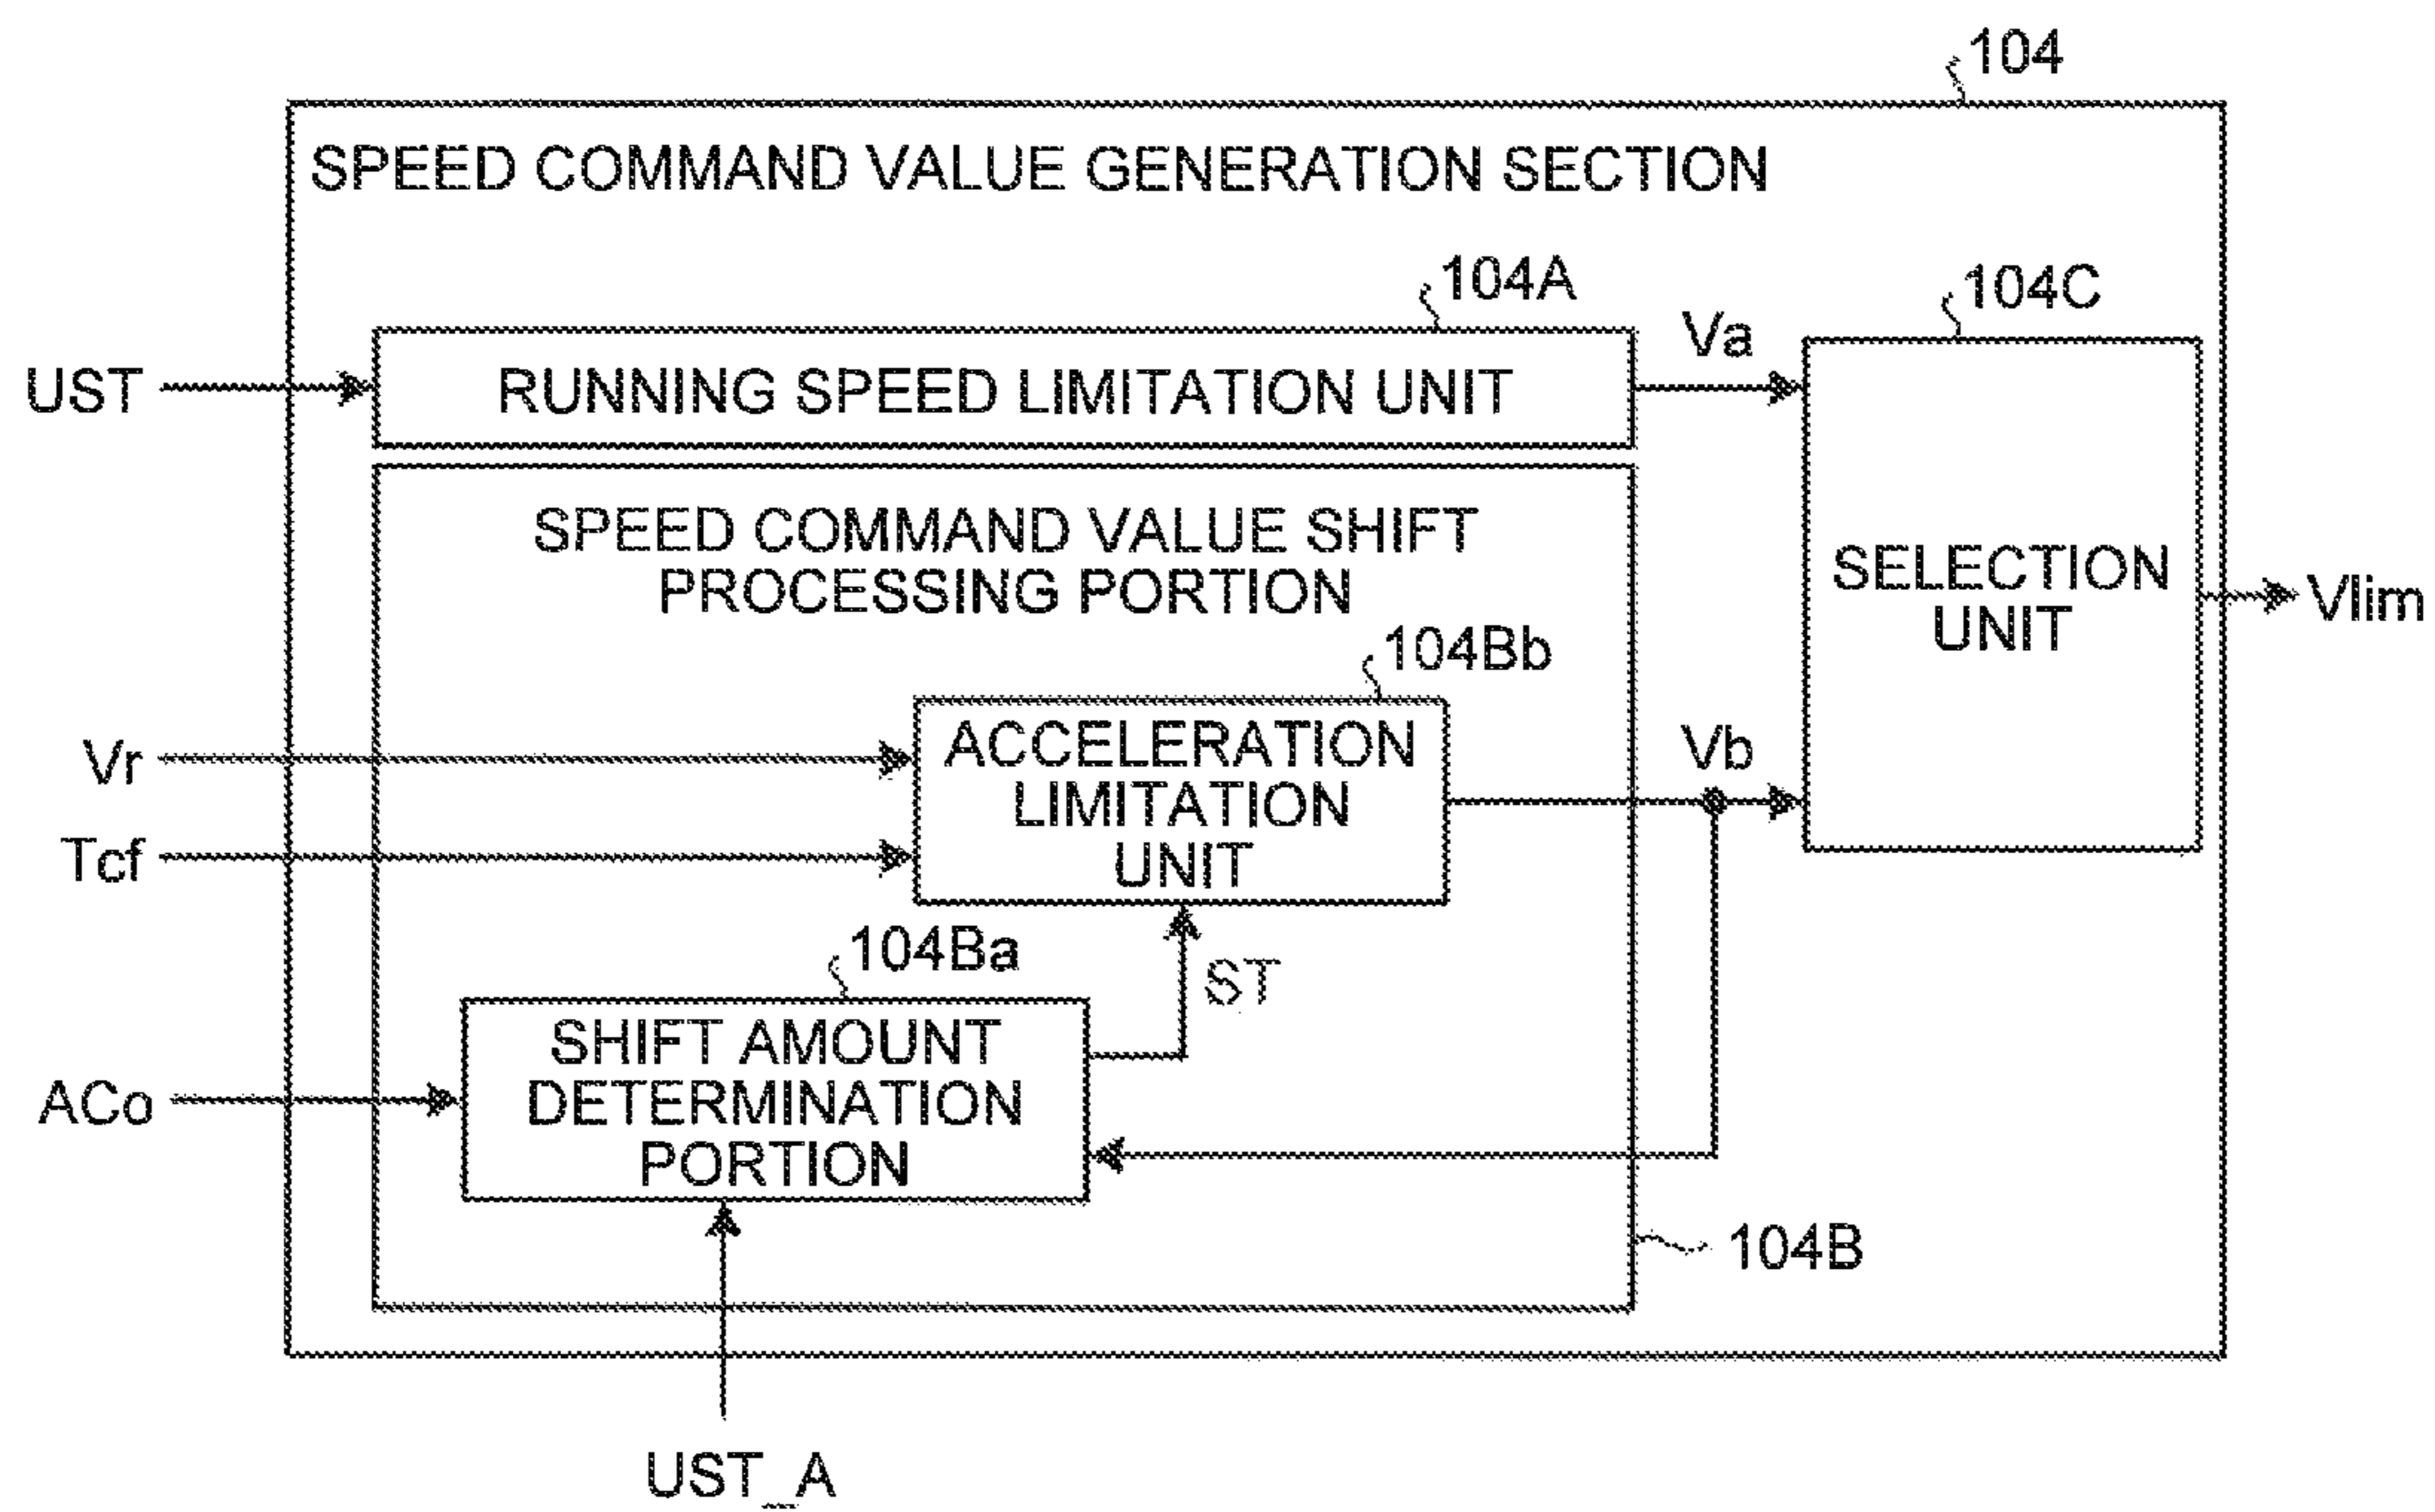 104
SPEED COMMAND VALUE GENERATION SECTION
104A
104C
UST
RUNNING SPEED LIMITATION UNIT
Va
SPEED COMMAND VALUE SHIFT
PROCESSING PORTION
SELECTION
UNIT
Vlim
104Bb
Vr
ACCELERATION
LIMITATION
UNIT
Vb
Tcf
104Ba
ST
ACo
SHIFT AMOUNT
DETERMINATION
PORTION
104B
UST_A